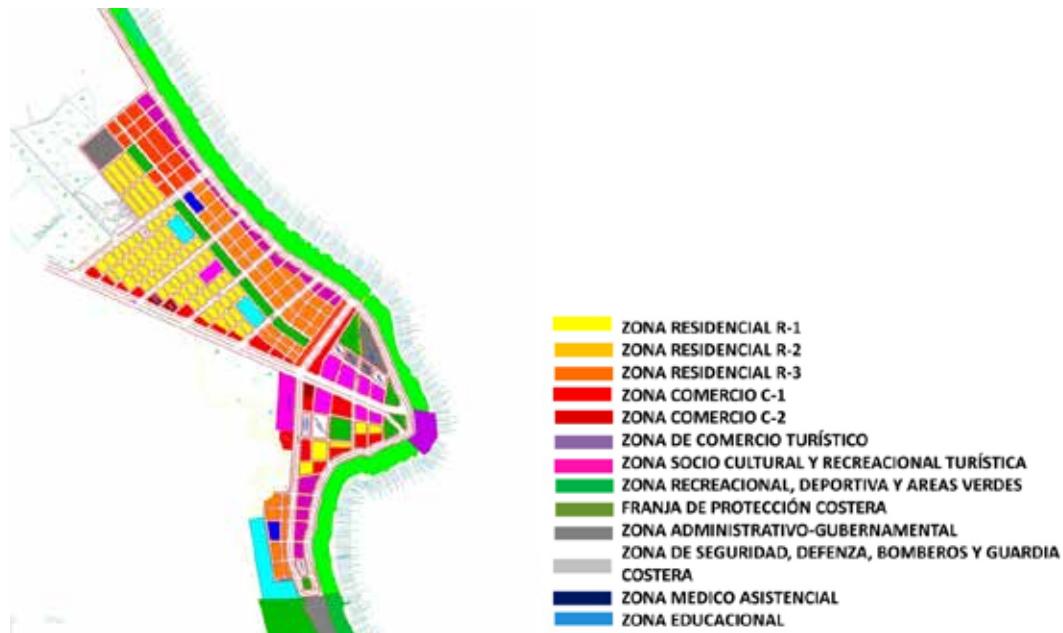 ZONA RESIDENCIAL R-1
ZONA RESIDENCIAL R-2
ZONA RESIDENCIAL R-3
ZONA COMERCIO C-1
ZONA COMERCIO C-2
ZONA DE COMERCIO TURÍSTICO
ZONA SOCIO CULTURAL Y RECREACIONAL TURÍSTICA
ZONA RECREACIONAL, DEPORTIVA Y AREAS VERDES
FRANJA DE PROTECCIÓN COSTERA
ZONA ADMINISTRATIVO-GUBERNAMENTAL
ZONA DE SEGURIDAD, DEFENZA, BOMBEROS Y GUARDIA
COSTERA
ZONA MEDICO ASISTENCIAL
ZONA EDUCACIONAL